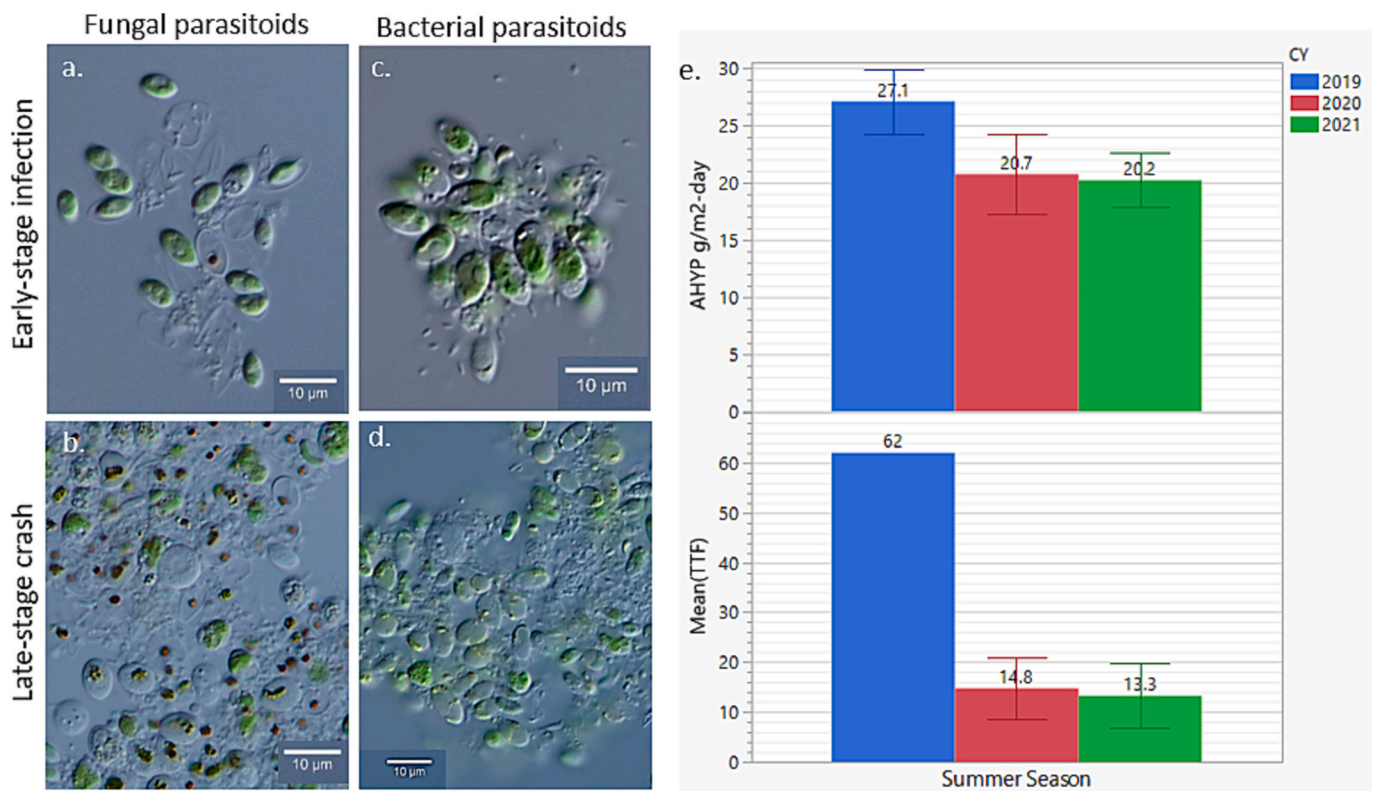 Fungal parasitoids
Bacterial parasitoids
Early-stage infection
Late-stage crash
a.
10 μm
c.
10 μm
b.
10 μm
d.
10 μm
e.
CY
2019
2020
2021
AHYP g/m2-day
30
25
20
15
10
5
0
27.1
20.7
20.2
Mean(TTF)
60
50
40
30
20
10
0
62
14.8
13.3
Summer Season